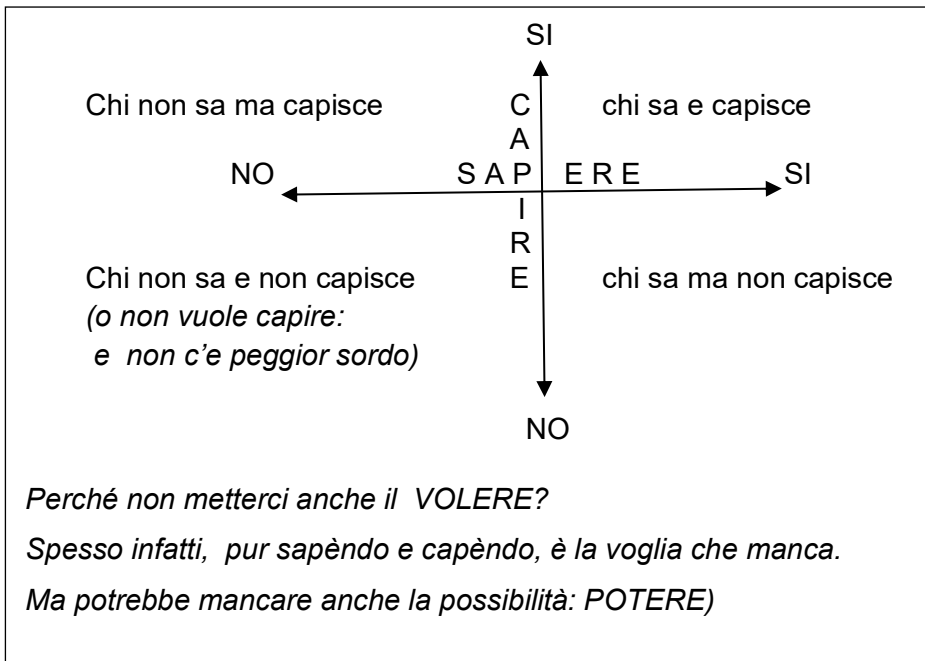 SI
Chi non sa ma capisce C chi sa e capisce
A
NO S A P E R E SI
I
R
Chi non sa e non capisce E chi sa ma non capisce
(o non vuole capire:
e non c'e peggior sordo)
NO
Perché non metterci anche il VOLERE?
Spesso infatti, pur sapèndo e capèndo, è la voglia che manca.
Ma potrebbe mancare anche la possibilità: POTERE)